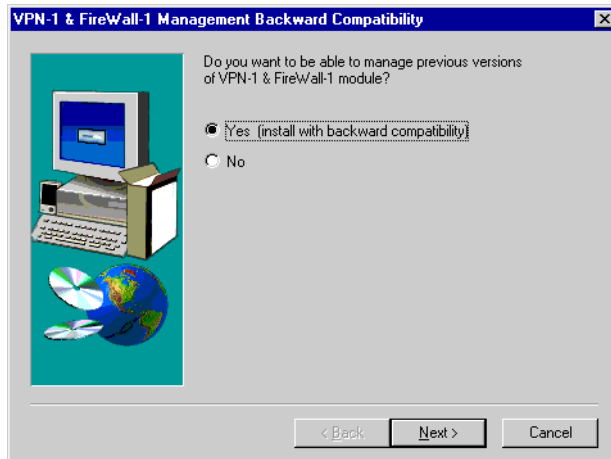 VPN-1 & FireWall-1 Management Backward Compatibility
Do you want to be able to manage previous versions
of VPN-1 & FireWall-1 module?
Yes (install with backward compatibility)
No
< Back
Next >
Cancel